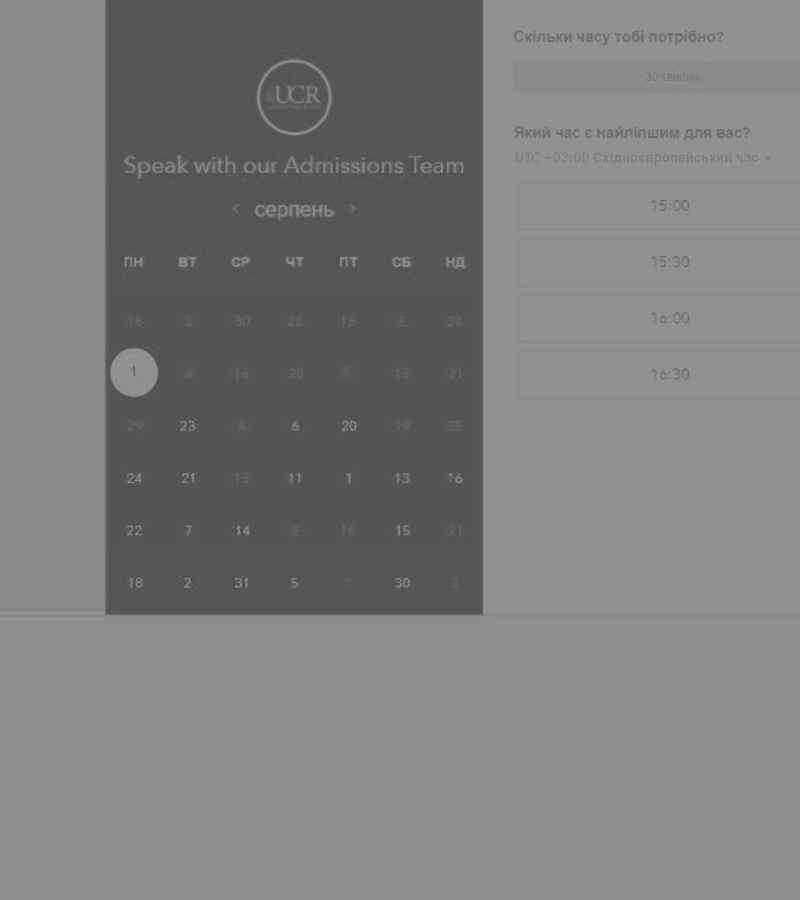 UCR
Speak with our Admissions Team
‹ серпень ›
ПН ВТ СР ЧТ ПТ СБ НД
18 3 30 26 16 6 24
1 4 16 28 15 21
29 23 4 6 20 19 25
24 21 15 11 1 13 16
22 7 14 6 16 15 21
18 2 31 5 2 30 3
Скільки часу тобі потрібно?
30 хвилин
Який час є найліпшим для вас?
UTC +03:00 Східноєвропейський час
15:00
15:30
16:00
16:30